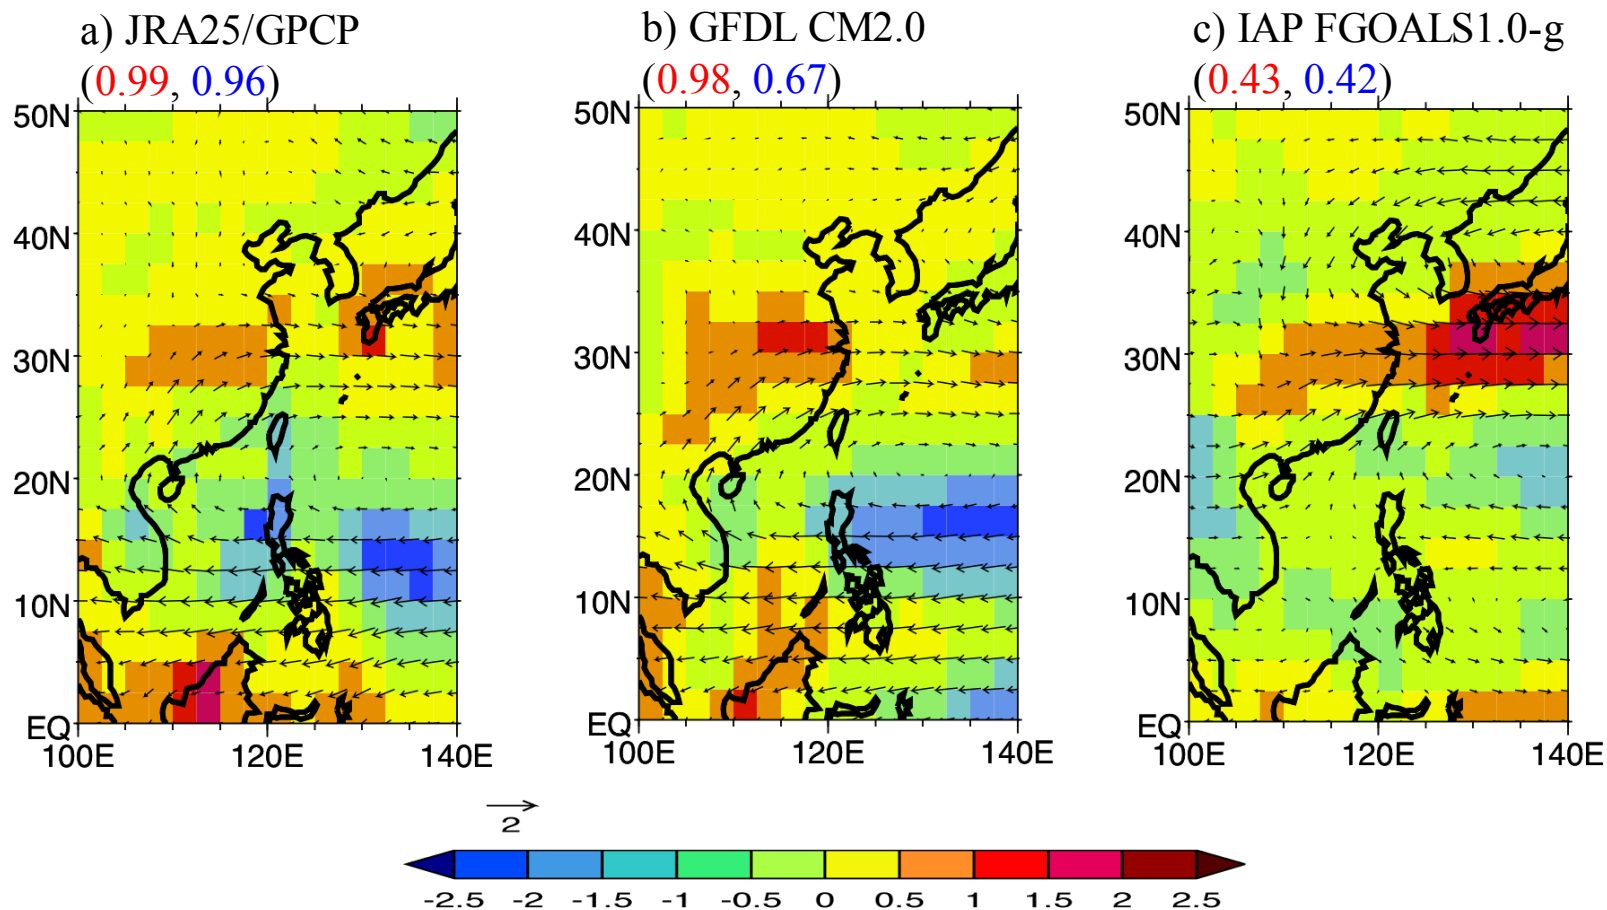 a) JRA25/GPCP
(0.99, 0.96)
50N
40N
30N
20N
10N
EQ
100E 120E 140E
b) GFDL CM2.0
(0.98, 0.67)
50N
40N
30N
20N
10N
EQ
100E 120E 140E
c) IAP FGOALS1.0-g
(0.43, 0.42)
50N
40N
30N
20N
10N
EQ
100E 120E 140E
2
-2.5 -2 -1.5 -1 -0.5 0 0.5 1 1.5 2 2.5